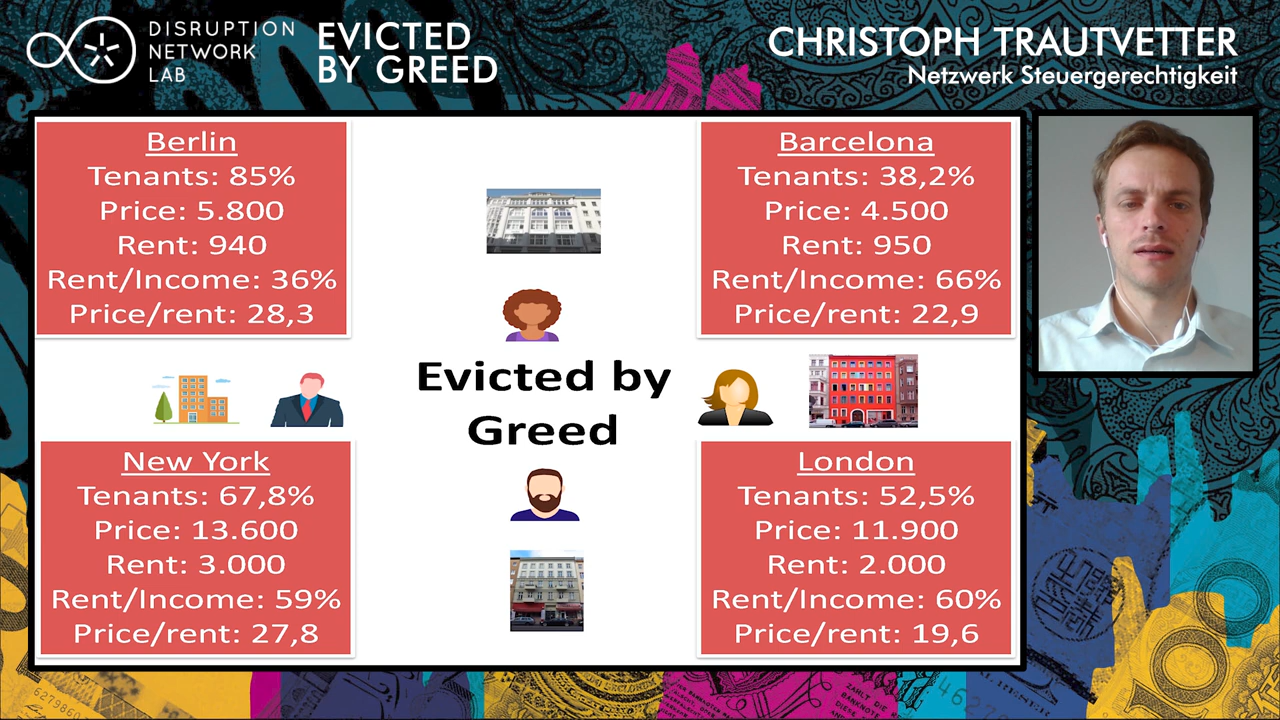 DISRUPTION
NETWORK
LAB
EVICTED
BY GREED
CHRISTOPH TRAUTVETTER
Netzwerk Steuergerechtigkeit
Berlin
Tenants: 85%
Price: 5.800
Rent: 940
Rent/Income: 36%
Price/rent: 28,3
Barcelona
Tenants: 38,2%
Price: 4.500
Rent: 950
Rent/Income: 66%
Price/rent: 22,9
Evicted by
Greed
New York
Tenants: 67,8%
Price: 13.600
Rent: 3.000
Rent/Income: 59%
Price/rent: 27,8
London
Tenants: 52,5%
Price: 11.900
Rent: 2.000
Rent/Income: 60%
Price/rent: 19,6